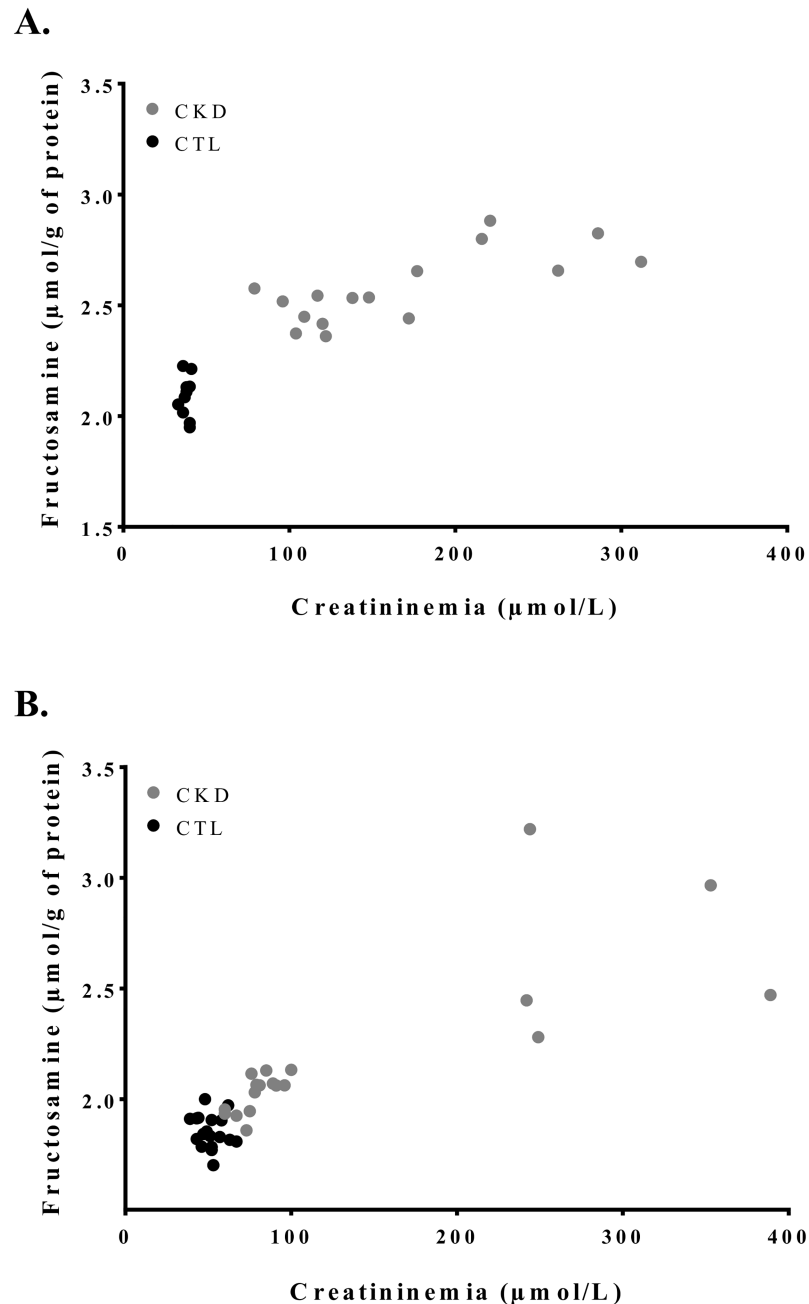 A.
3.5
CKD
CTL
3.0
2.5
2.0
1.5
0 100 200 300 400
Fructosamine (µmol/g of protein)
Creatininemia (µmol/L)
B.
3.5
CKD
CTL
3.0
2.5
2.0
0 100 200 300 400
Fructosamine (µmol/g of protein)
Creatininemia (µmol/L)